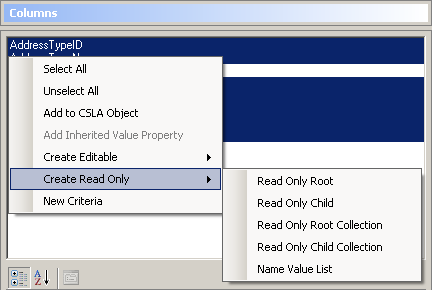 Columns
AddressTypeID
Select All
Unselect All
Add to CSLA Object
Add Inherited Value Property
Create Editable
Create Read Only
New Criteria
Read Only Root
Read Only Child
Read Only Root Collection
Read Only Child Collection
Name Value List